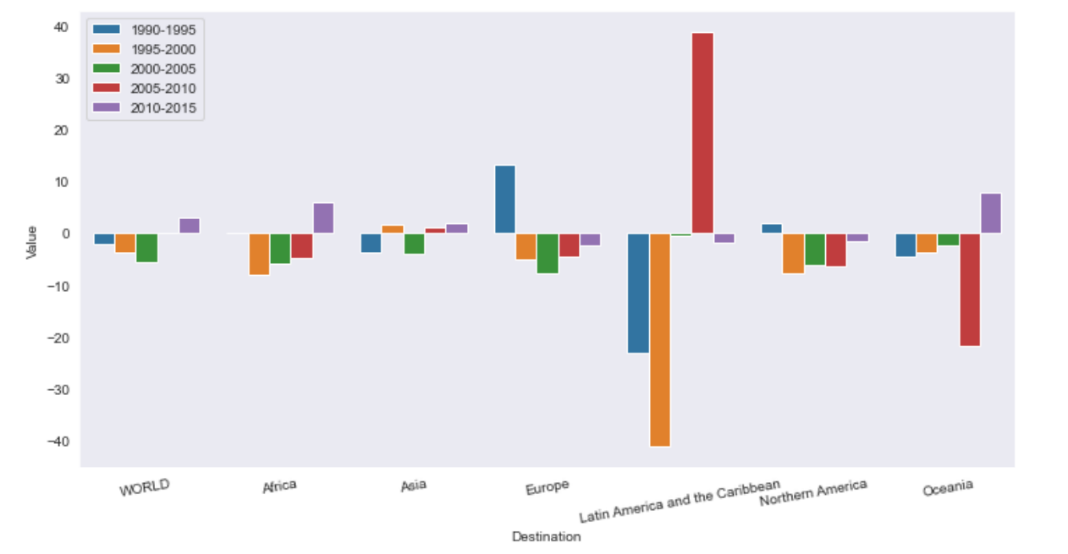 40
30
20
10
0
−10
−20
−30
−40
Value
1990-1995
1995-2000
2000-2005
2005-2010
2010-2015
WORLD
Africa
Asia
Europe
Latin America and the Caribbean
Northern America
Oceania
Destination